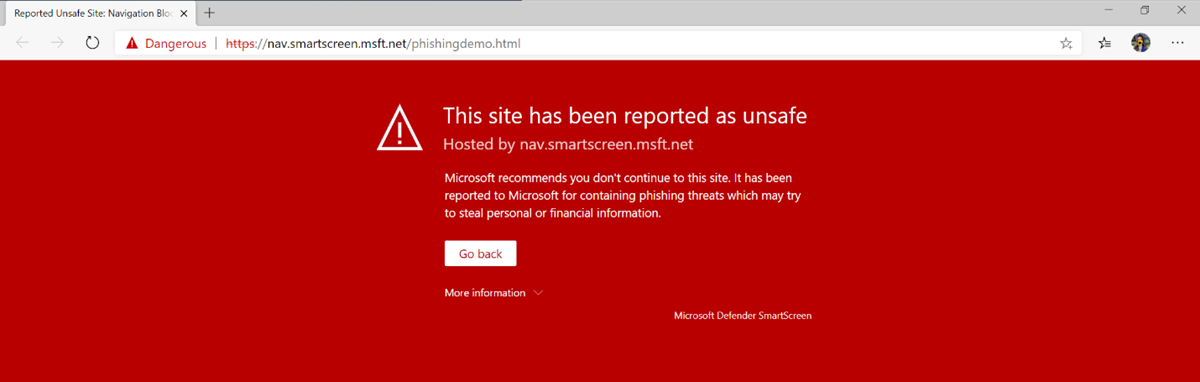 Reported Unsafe Site: Navigation Bloc
Dangerous | https://nav.smartscreen.msft.net/phishingdemo.html
This site has been reported as unsafe
Hosted by nav.smartscreen.msft.net
Microsoft recommends you don't continue to this site. It has been
reported to Microsoft for containing phishing threats which may try
to steal personal or financial information.
Go back
More information
Microsoft Defender SmartScreen